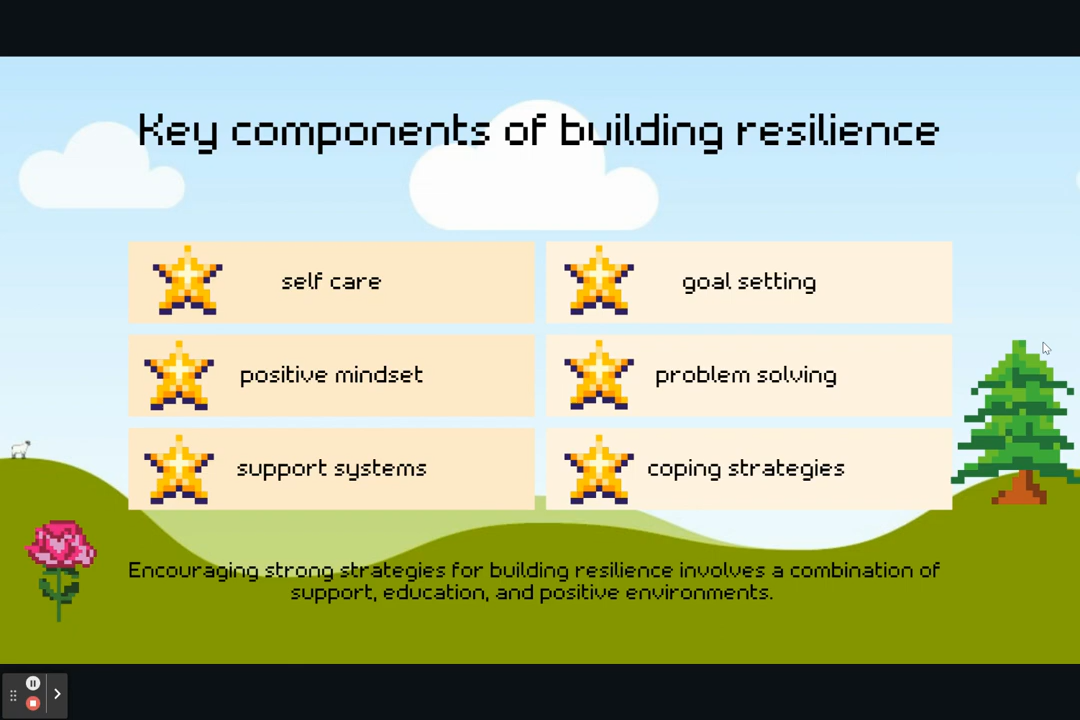 Key components of building resilience
self care
goal setting
positive mindset
problem solving
support systems
coping strategies
Encouraging strong strategies for building resilience involves a combination of
support, education, and positive environments.